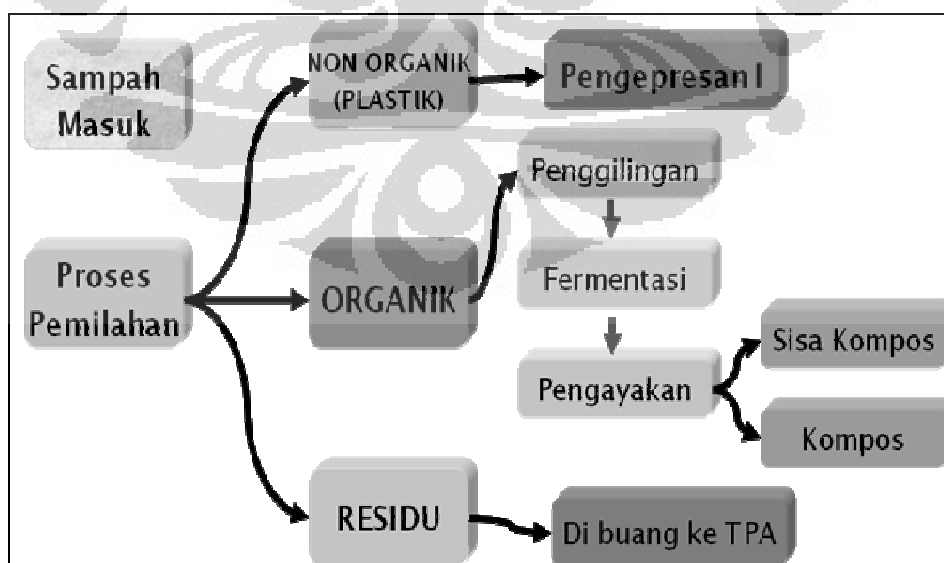 Sampah
Masuk
NON ORGANIK
(PLASTIK)
Pengepresan I
Penggilingan
Proses
Pemilahan
ORGANIK
Fermentasi
Pengayakan
Sisa Kompos
Kompos
RESIDU
Di buang ke TPA